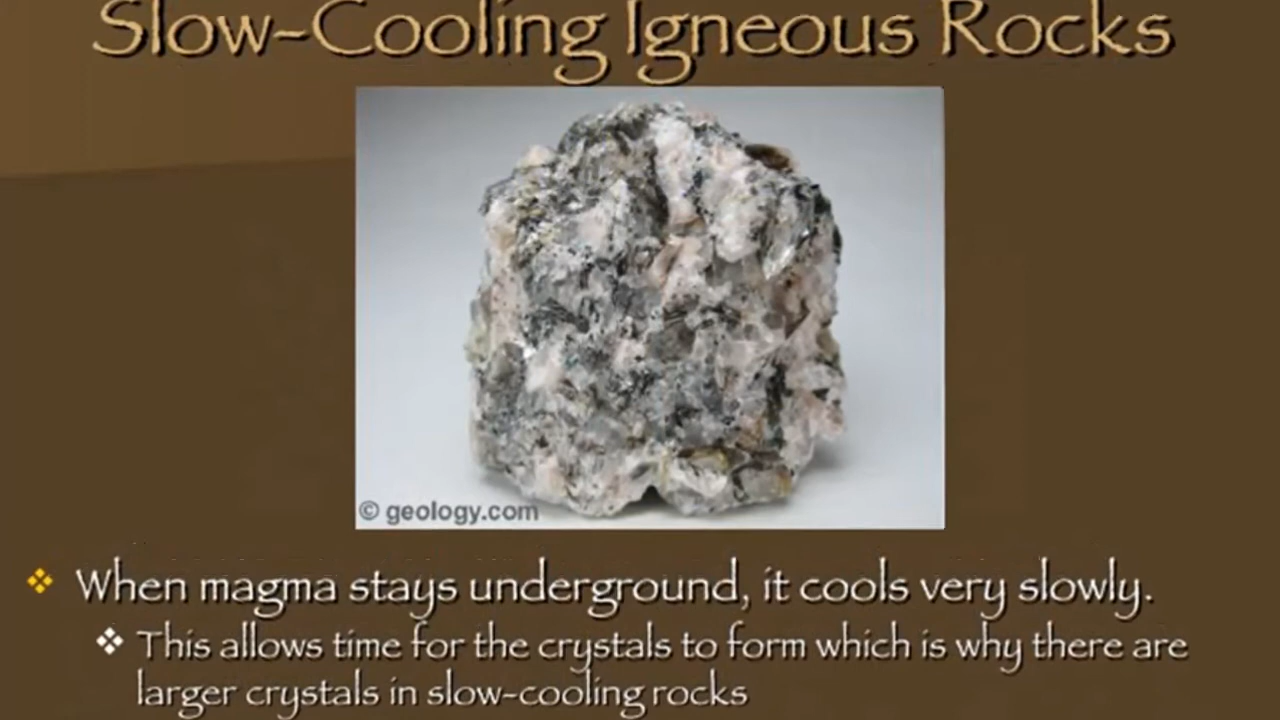 Slow-Cooling Igneous Rocks
© geology.com
When magma stays underground, it cools very slowly.
This allows time for the crystals to form which is why there are
larger crystals in slow-cooling rocks